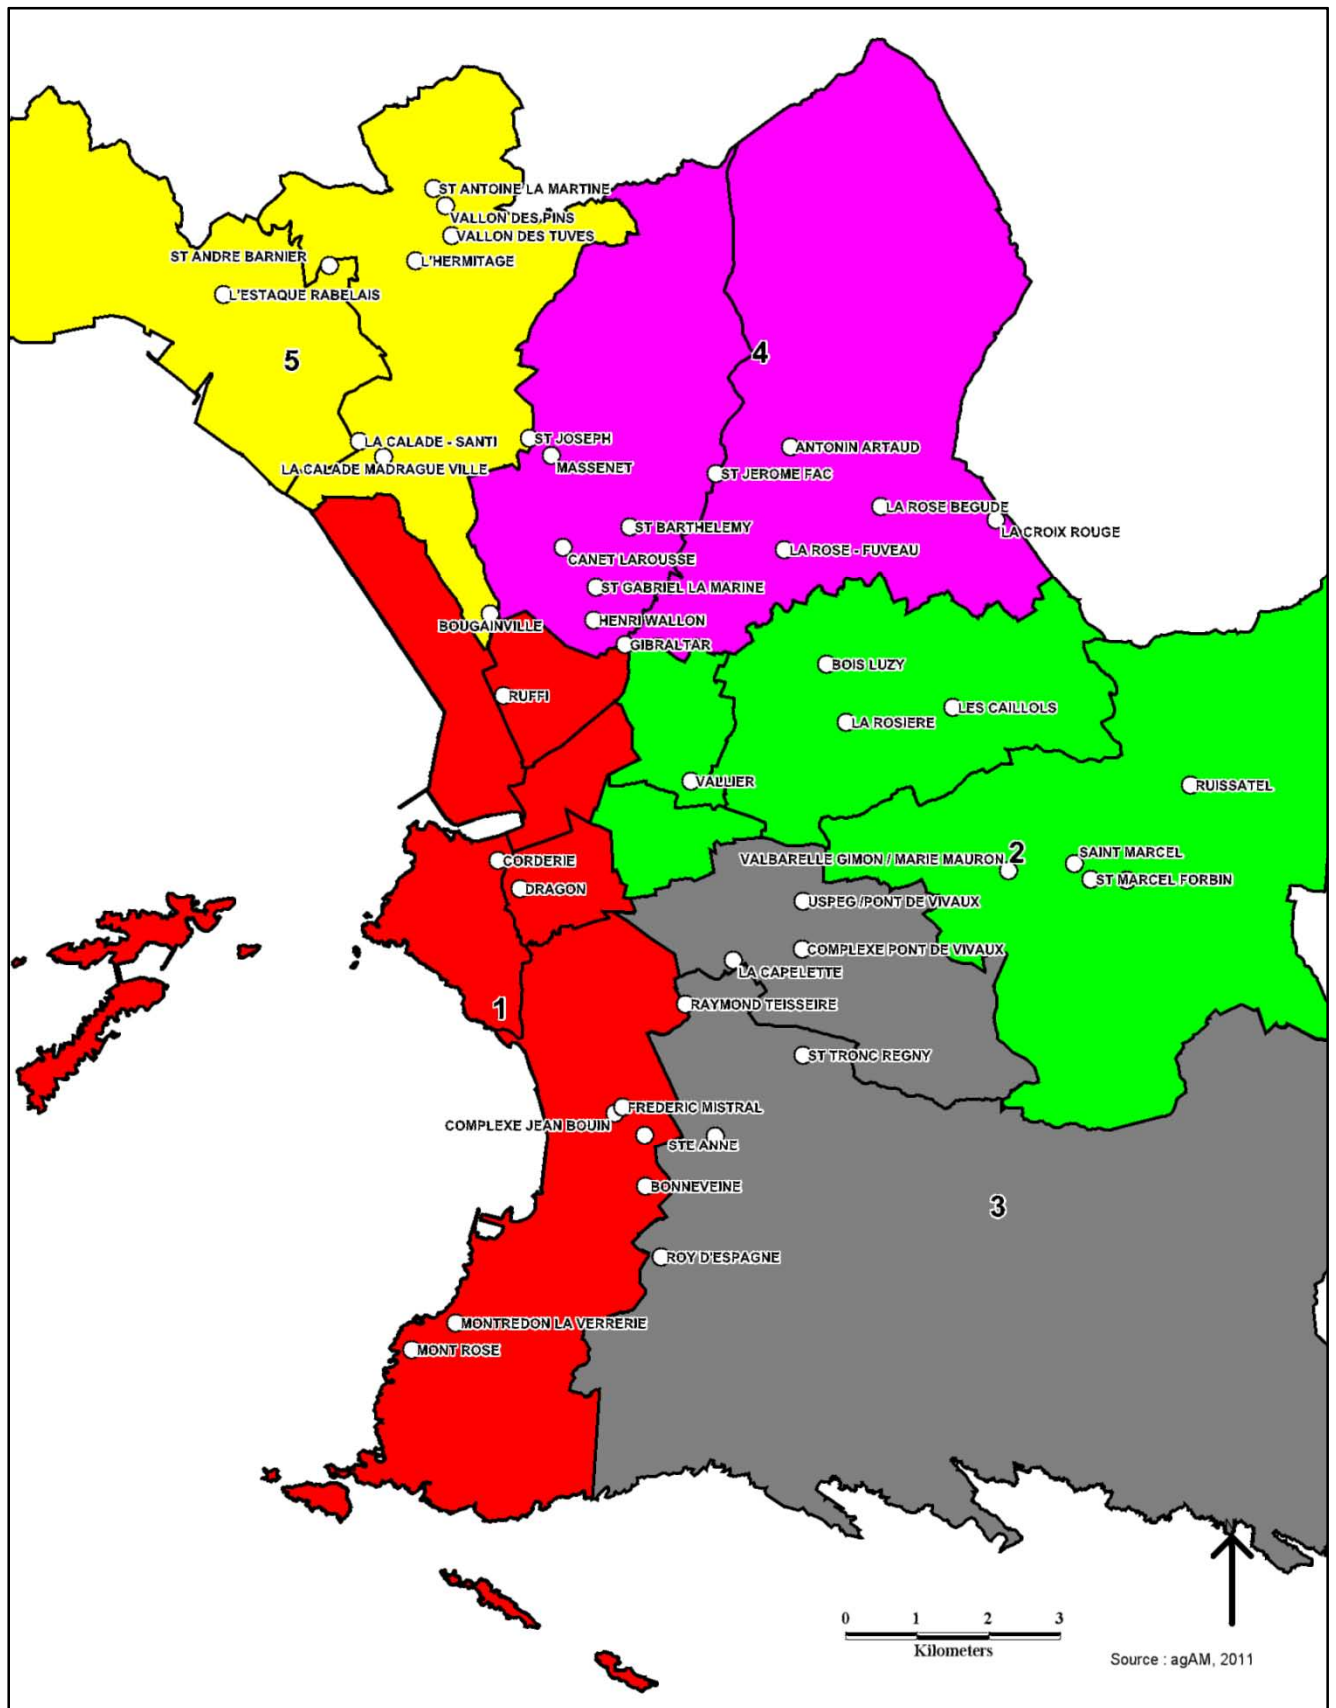 ST ANTOINE LA MARTINE
VALLON DES PINS
VALLON DES TUVES
ST ANDRE BARNIER
L'HERMITAGE
L'ESTAQUE RABELAIS
5
4
LA CALADE - SANTI
ST JOSEPH
ANTONIN ARTAUD
LA CALADE MADRAGUE VILLE
MASSENET
ST JEROME FAC
LA ROSE BEGUDE
ST BARTHELEMY
LA CROIX ROUGE
CANET LAROUSSE
LA ROSE - FUVEAU
ST GABRIEL LA MARINE
BOUGAINVILLE
HENRI WALLON
GIBRALTAR
BOIS LUZY
RUFFI
LES CAILLOLS
LA ROSIERE
VALLIER
RUISSATEL
CORDERIE
VALBARELLE GIMON / MARIE MAURON
2
SAINT MARCEL
DRAGON
ST MARCEL FORBIN
USPEG /PONT DE VIVAUX
COMPLEXE PONT DE VIVAUX
LA CAPELETTE
1
RAYMOND TEISSEIRE
ST TRONC REGNY
FREDERIC MISTRAL
COMPLEXE JEAN BOUIN
STE ANNE
BONNEVEINE
3
ROY D'ESPAGNE
MONTREDON LA VERRERIE
MONT ROSE
0 1 2 3
Kilometers
Source : agAM, 2011